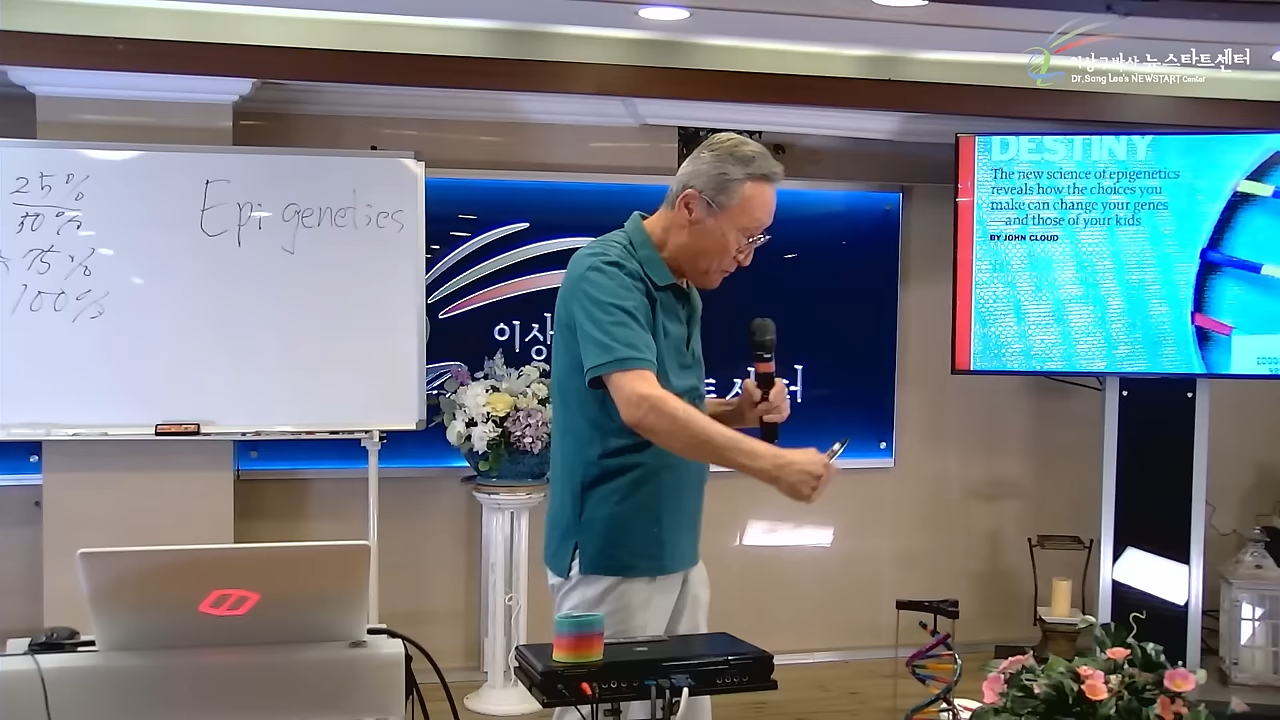 이상구박사 뉴스타트센터
Dr.Sang Lee's NEWSTART Center
25%
50%
75%
100%
Epigenetics
이상
DESTINY
The new science of epigenetics
reveals how the choices you
make can change your genes
—and those of your kids
BY JOHN CLOUD